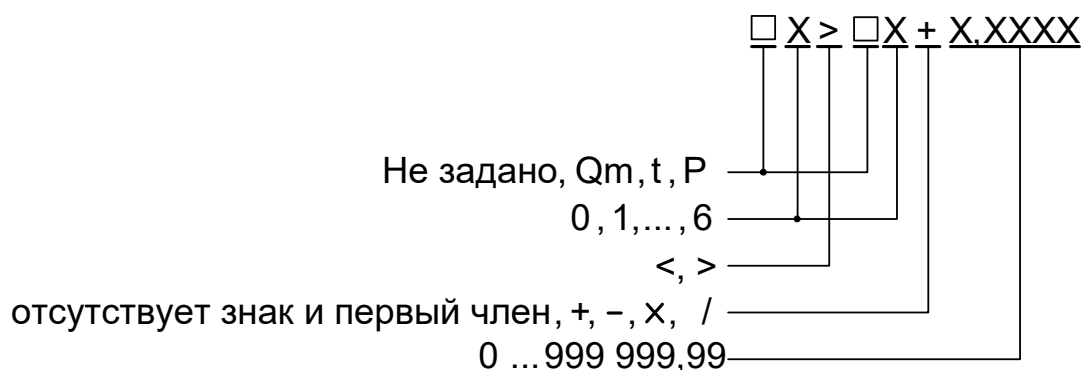 □ X > □ X + X,XXXX
Не задано, Qm, t, P
0, 1,..., 6
<, >
отсутствует знак и первый член, +, −, ×, /
0 ... 999 999,99